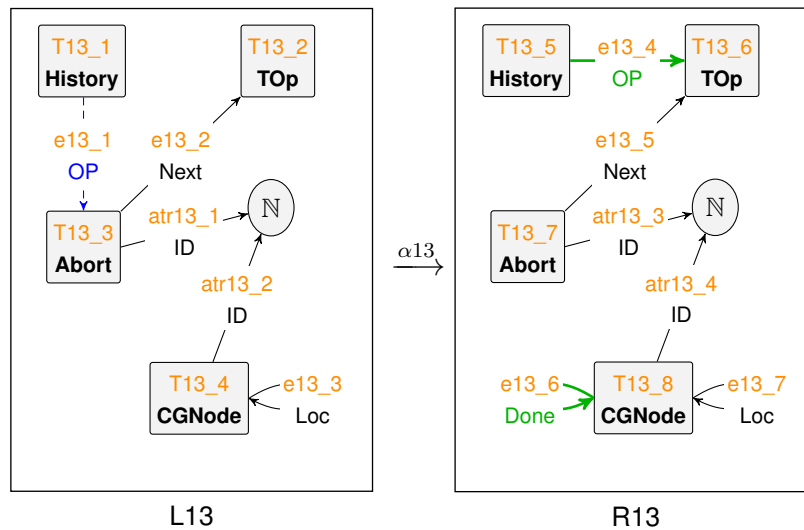 T13_1
History
T13_2
TOp
e13_1
OP
e13_2
Next
T13_3
Abort
atr13_1
ID
ℕ
atr13_2
ID
T13_4
CGNode
e13_3
Loc
L13
α13
T13_5
History
e13_4
OP
T13_6
TOp
e13_5
Next
T13_7
Abort
atr13_3
ID
ℕ
atr13_4
ID
e13_6
Done
T13_8
CGNode
e13_7
Loc
R13